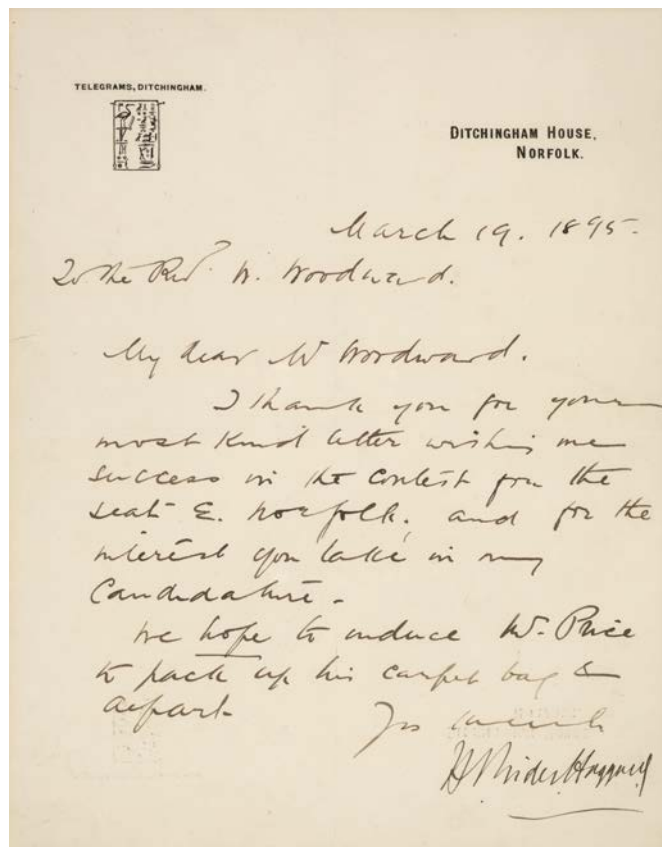 TELEGRAMS, DITCHINGHAM.
DITCHINGHAM HOUSE,
NORFOLK.
March 19. 1895.
To the Revd. W. Woodward.
My dear Mr Woodward.
I thank you for your
most kind letter wishing me
success in the contest for the
seat E. Norfolk, and for the
interest you take in my
Candidature.
We hope to induce Mr. Price
to pack up his carpet bag &
depart
Yrs
H Rider Haggard